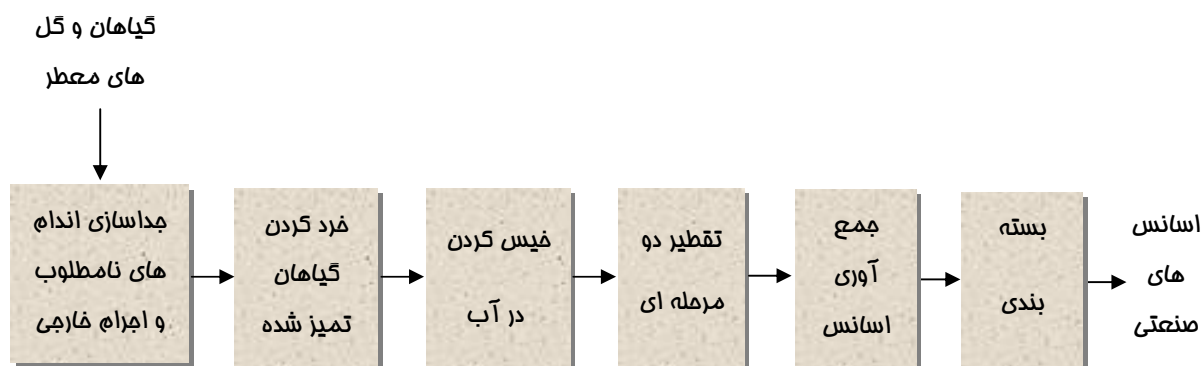 گیاهان و گل
های معطر
جداسازی اندام
های نامطلوب
و اجرام خارجی
خرد کردن
گیاهان
تمیز شده
خیس کردن
در آب
تقطیر دو
مرحله ای
جمع
آوری
اسانس
بسته
بندی
اسانس
های
صنعتی